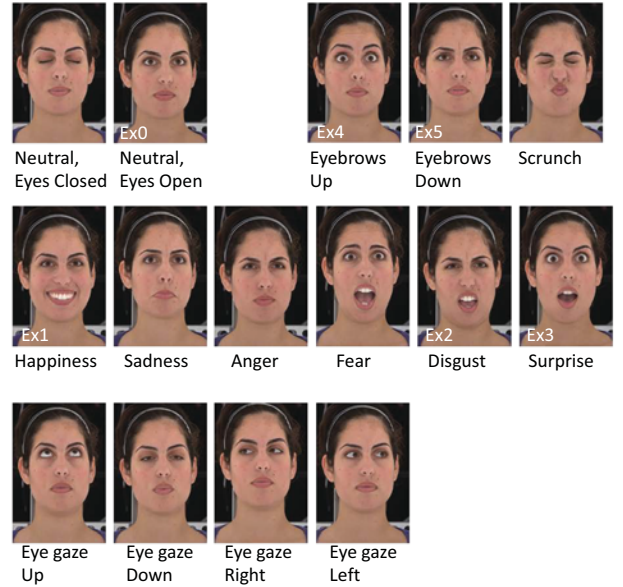 Ex0
Ex4
Ex5
Neutral,
Eyes Closed
Neutral,
Eyes Open
Eyebrows
Up
Eyebrows
Down
Scrunch
Ex1
Ex2
Ex3
Happiness
Sadness
Anger
Fear
Disgust
Surprise
Eye gaze
Up
Eye gaze
Down
Eye gaze
Right
Eye gaze
Left